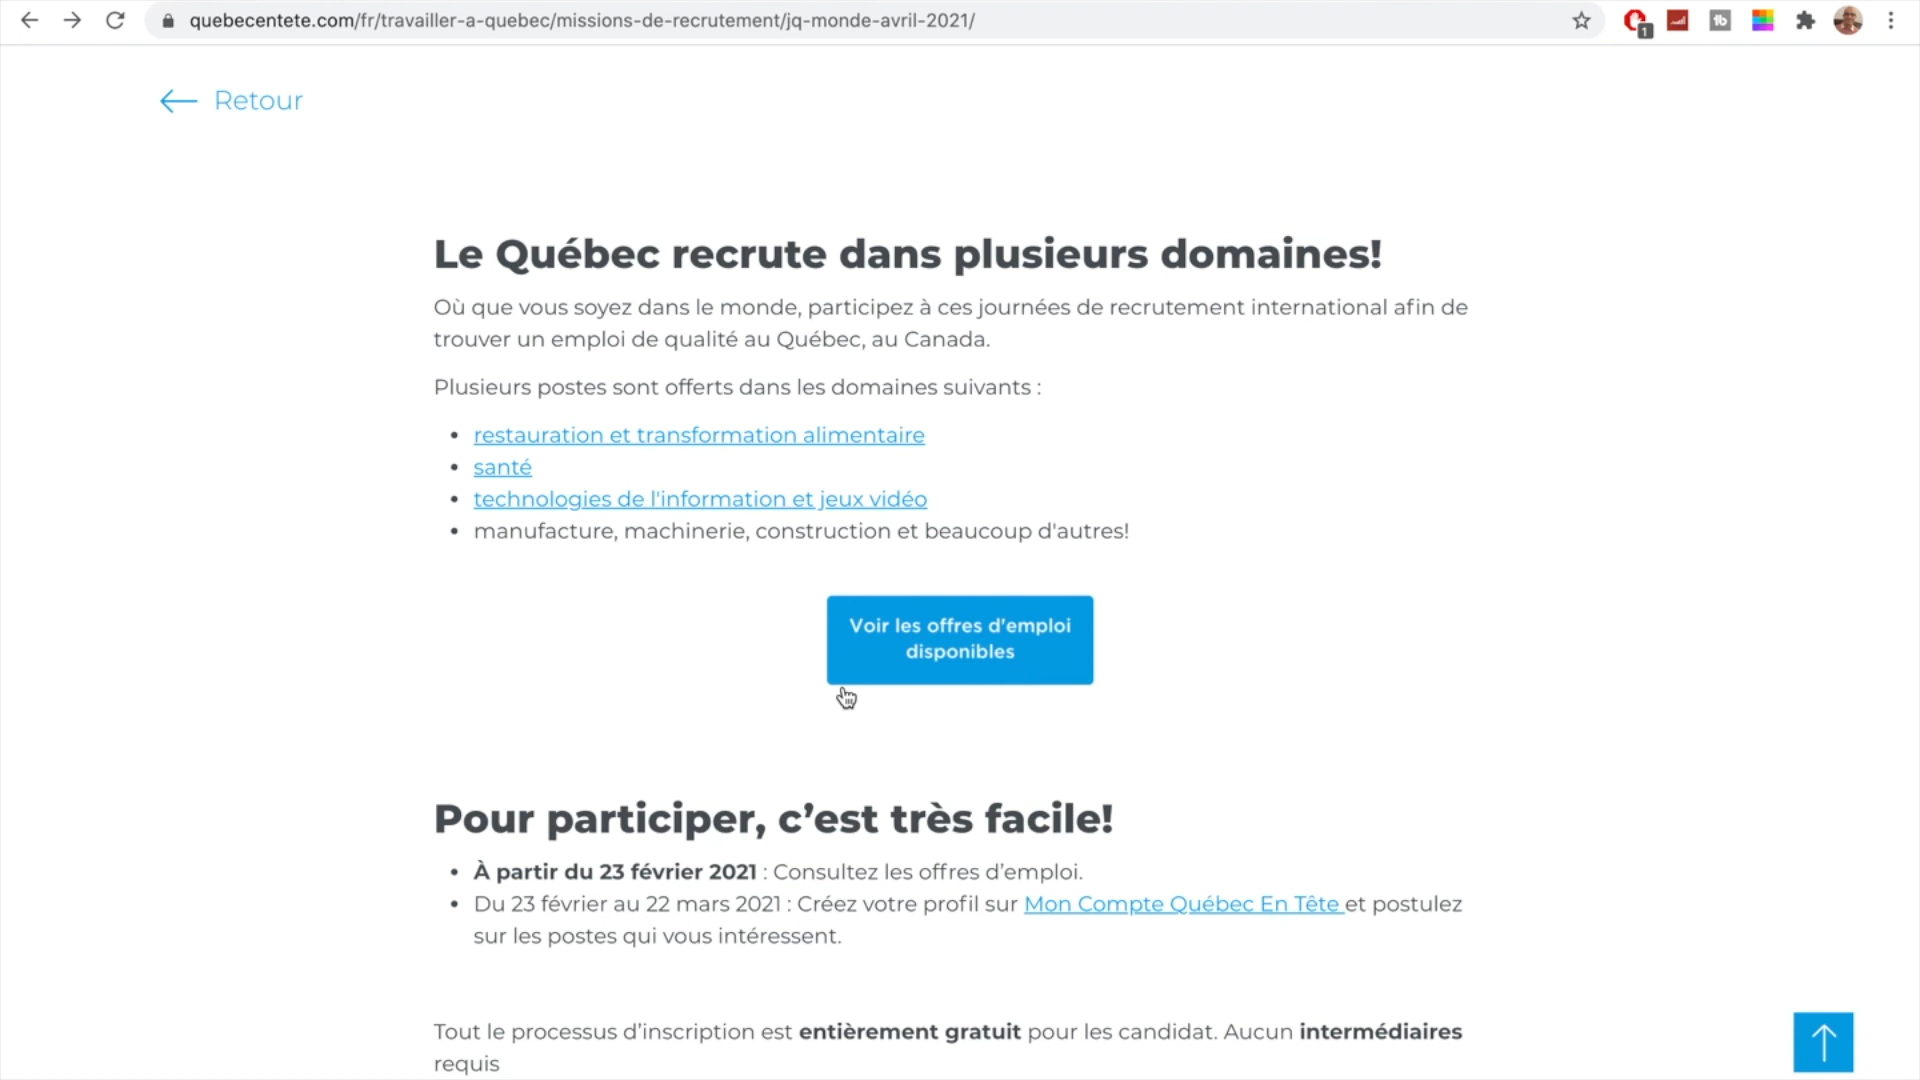 quebecentete.com/fr/travailler-a-quebec/missions-de-recrutement/jq-monde-avril-2021/
1
tb
Retour
Le Québec recrute dans plusieurs domaines!
Où que vous soyez dans le monde, participez à ces journées de recrutement international afin de
trouver un emploi de qualité au Québec, au Canada.
Plusieurs postes sont offerts dans les domaines suivants :
• restauration et transformation alimentaire
• santé
• technologies de l'information et jeux vidéo
• manufacture, machinerie, construction et beaucoup d'autres!
Voir les offres d'emploi
disponibles
Pour participer, c’est très facile!
• À partir du 23 février 2021 : Consultez les offres d’emploi.
• Du 23 février au 22 mars 2021 : Créez votre profil sur Mon Compte Québec En Tête et postulez
sur les postes qui vous intéressent.
Tout le processus d’inscription est entièrement gratuit pour les candidat. Aucun intermédiaires
requis